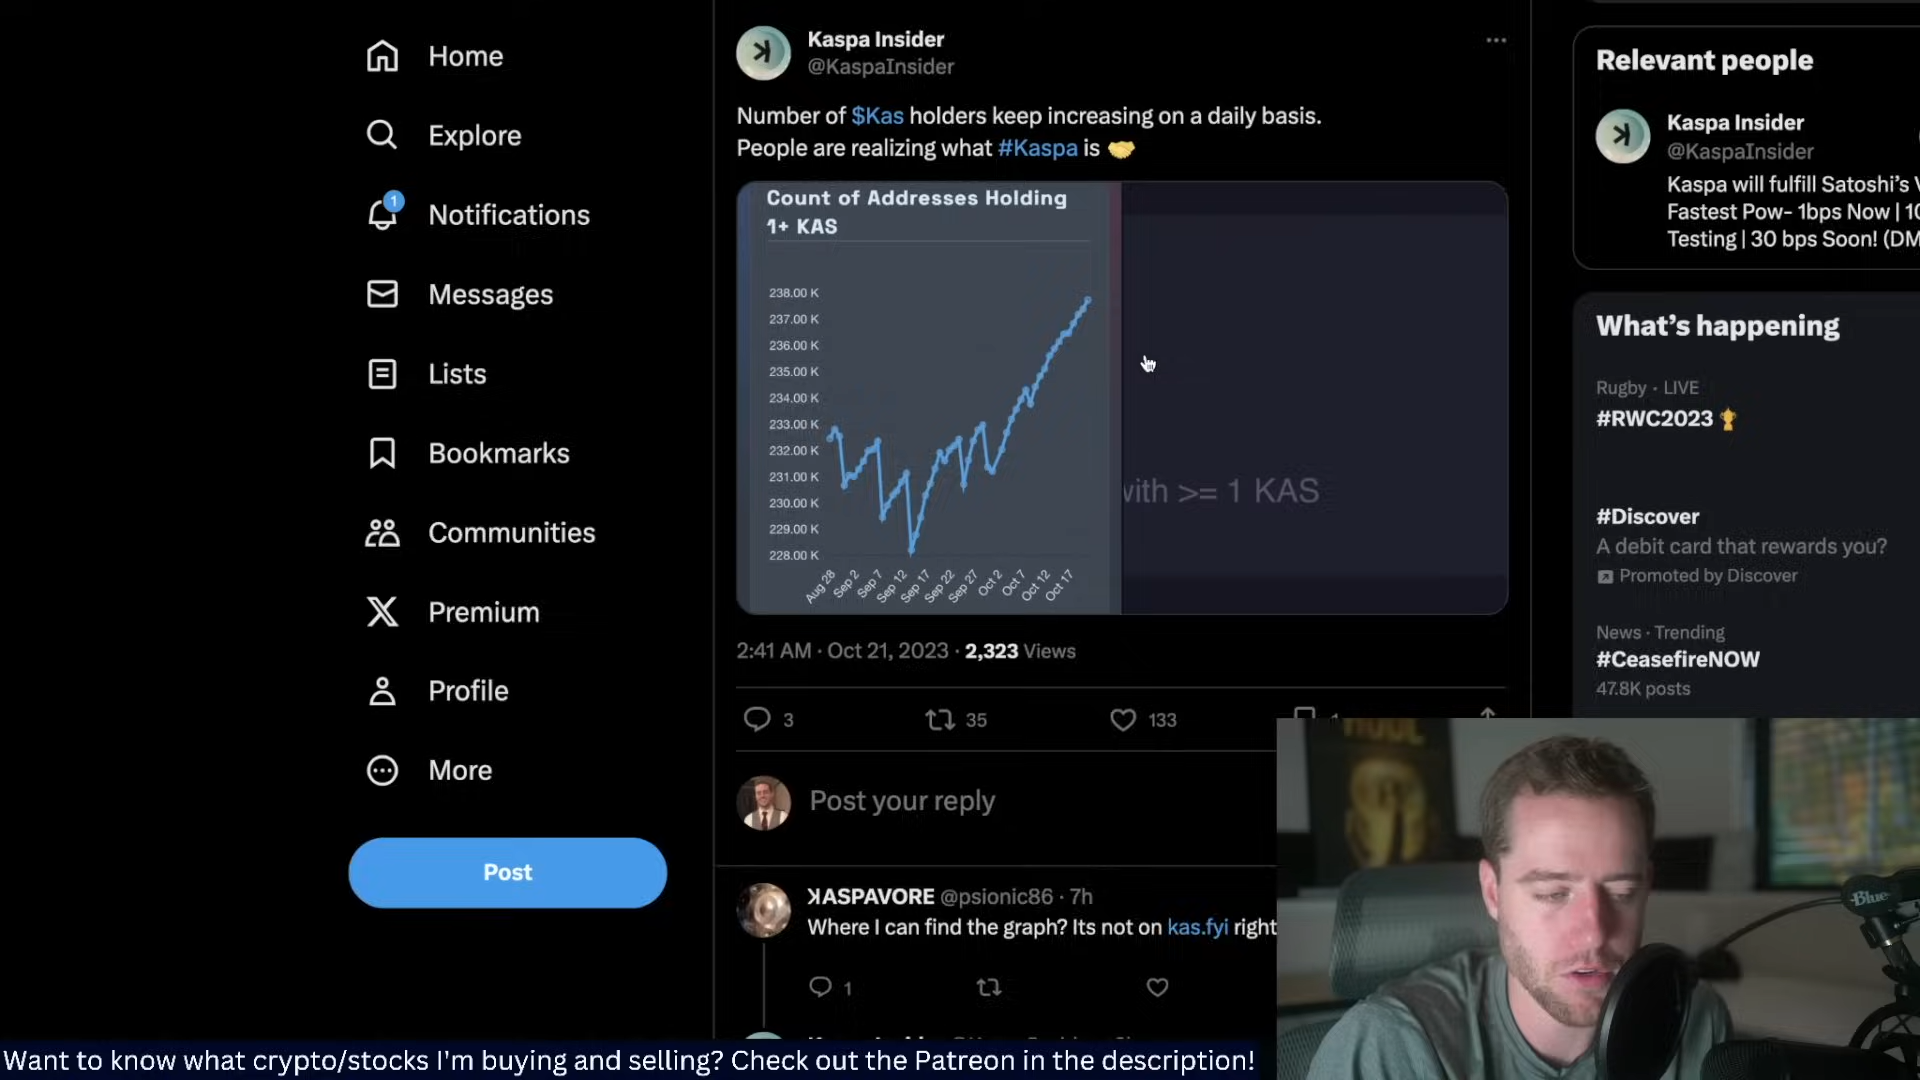 Home
Explore
1
Notifications
Messages
Lists
Bookmarks
Communities
Premium
Profile
More
Post
Kaspa Insider
@KaspaInsider
Number of $Kas holders keep increasing on a daily basis.
People are realizing what #Kaspa is 🤝
Count of Addresses Holding
1+ KAS
238.00 K
237.00 K
236.00 K
235.00 K
234.00 K
233.00 K
232.00 K
231.00 K
230.00 K
229.00 K
228.00 K
Aug 28
Sep 2
Sep 7
Sep 12
Sep 17
Sep 22
Sep 27
Oct 2
Oct 7
Oct 12
Oct 17
with >= 1 KAS
2:41 AM · Oct 21, 2023 · 2,323 Views
3
35
133
1
Post your reply
ꓘASPAVORE @psionic86 · 7h
Where I can find the graph? Its not on kas.fyi right
1
Relevant people
Kaspa Insider
@KaspaInsider
Kaspa will fulfill Satoshi's V
Fastest Pow- 1bps Now | 10
Testing | 30 bps Soon! (DM
What's happening
Rugby · LIVE
#RWC2023 🏆
#Discover
A debit card that rewards you?
Promoted by Discover
News · Trending
#CeasefireNOW
47.8K posts
Blue
Want to know what crypto/stocks I'm buying and selling? Check out the Patreon in the description!